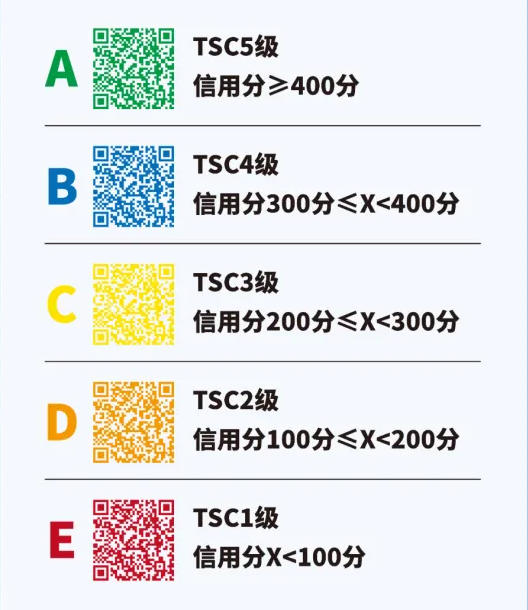 A
TSC5级
信用分≥400分
B
TSC4级
信用分300分≤X<400分
C
TSC3级
信用分200分≤X<300分
D
TSC2级
信用分100分≤X<200分
E
TSC1级
信用分X<100分